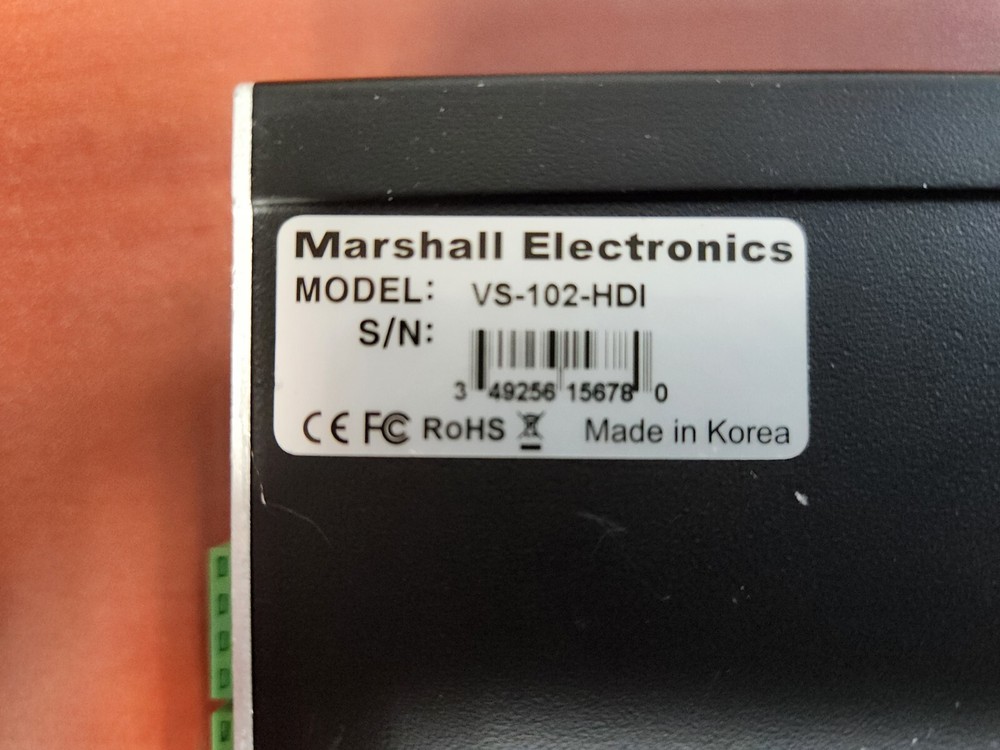 Marshall Electronics
MODEL: VS-102-HDI
S/N:
3 49256 15678 0
CE FC RoHS Made in Korea